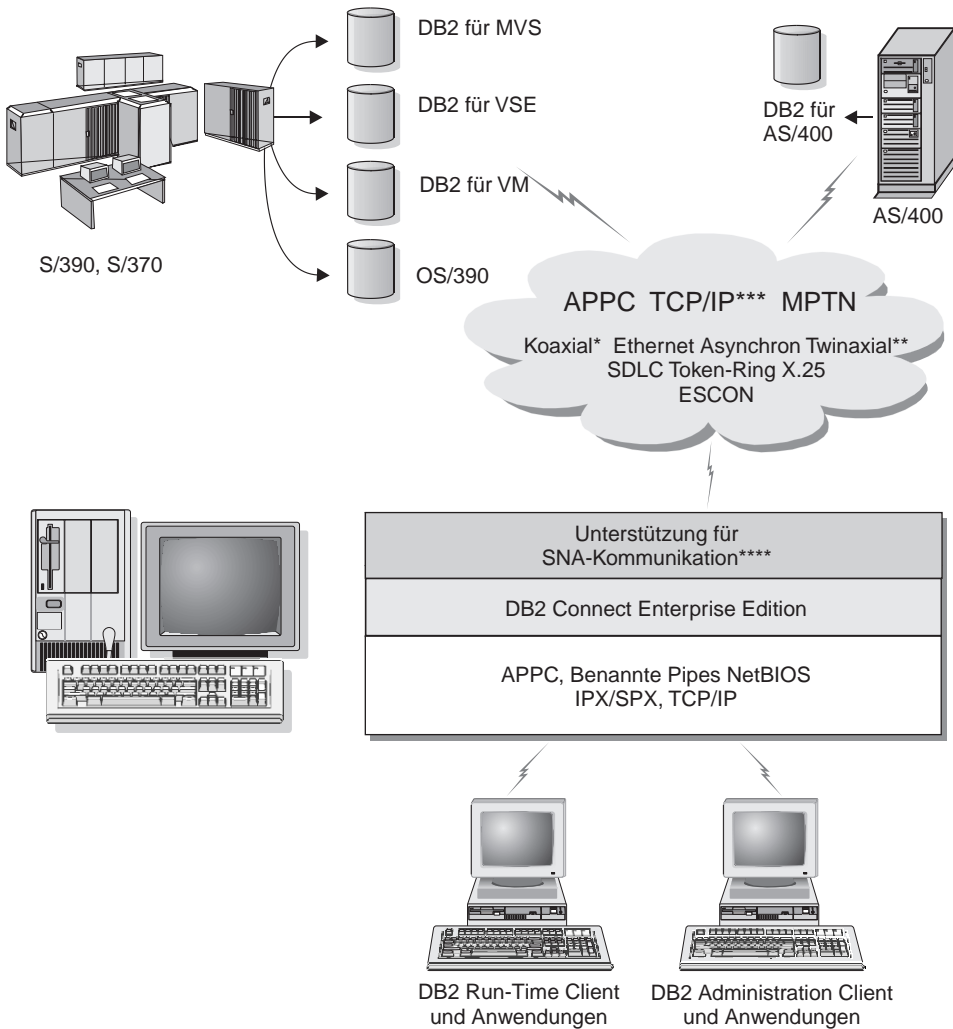 DB2 für MVS
DB2 für VSE
DB2 für VM
OS/390
S/390, S/370
DB2 für
AS/400
AS/400
APPC TCP/IP*** MPTN
Koaxial* Ethernet Asynchron Twinaxial**
SDLC Token-Ring X.25
ESCON
Unterstützung für
SNA-Kommunikation****
DB2 Connect Enterprise Edition
APPC, Benannte Pipes NetBIOS
IPX/SPX, TCP/IP
DB2 Run-Time Client
und Anwendungen
DB2 Administration Client
und Anwendungen